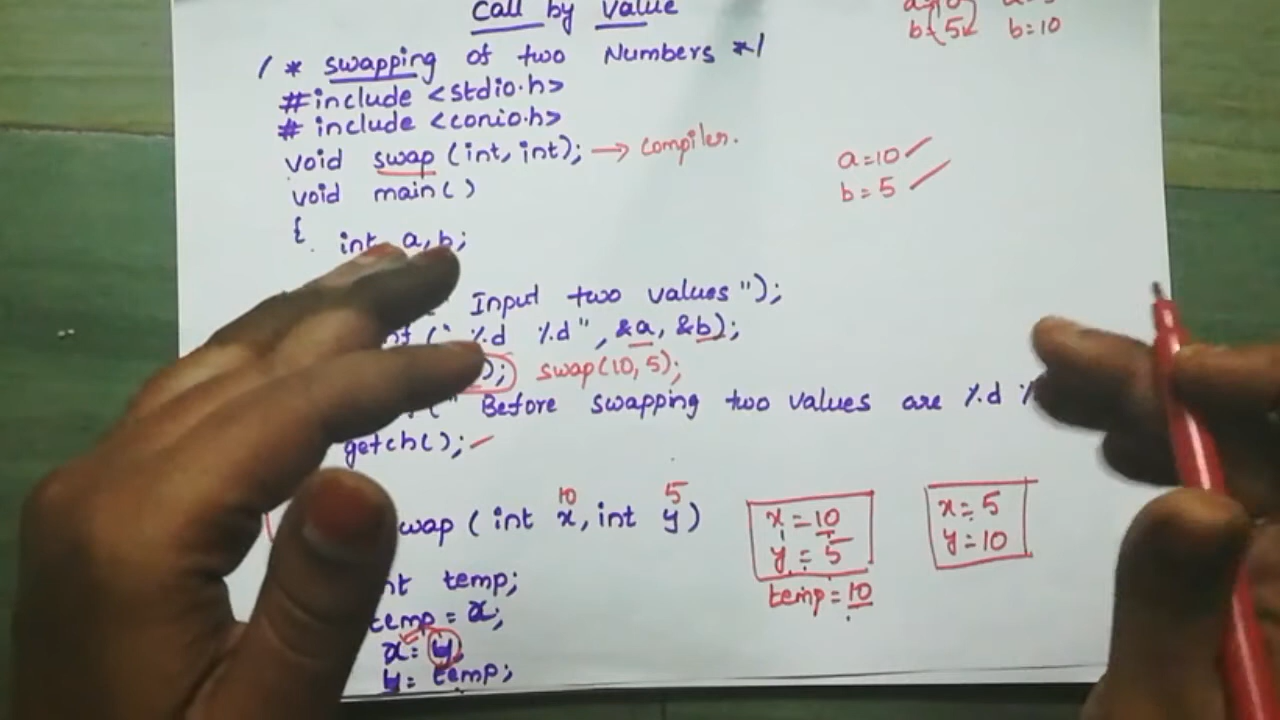 Call by Value
b= 5 b=10
/* swapping of two Numbers */
#include <stdio.h>
# include <conio.h>
void swap (int, int); → compiler.
a=10
void main()
b=5
{ int a,b;
Input two values");
%d %d", &a, &b);
); swap(10,5);
(" Before swapping two values are %d
getch();
10 5
wap (int x, int y)
x=10
y=5
temp=10
x=5
y=10
nt temp;
temp = x;
x= y;
y= temp;